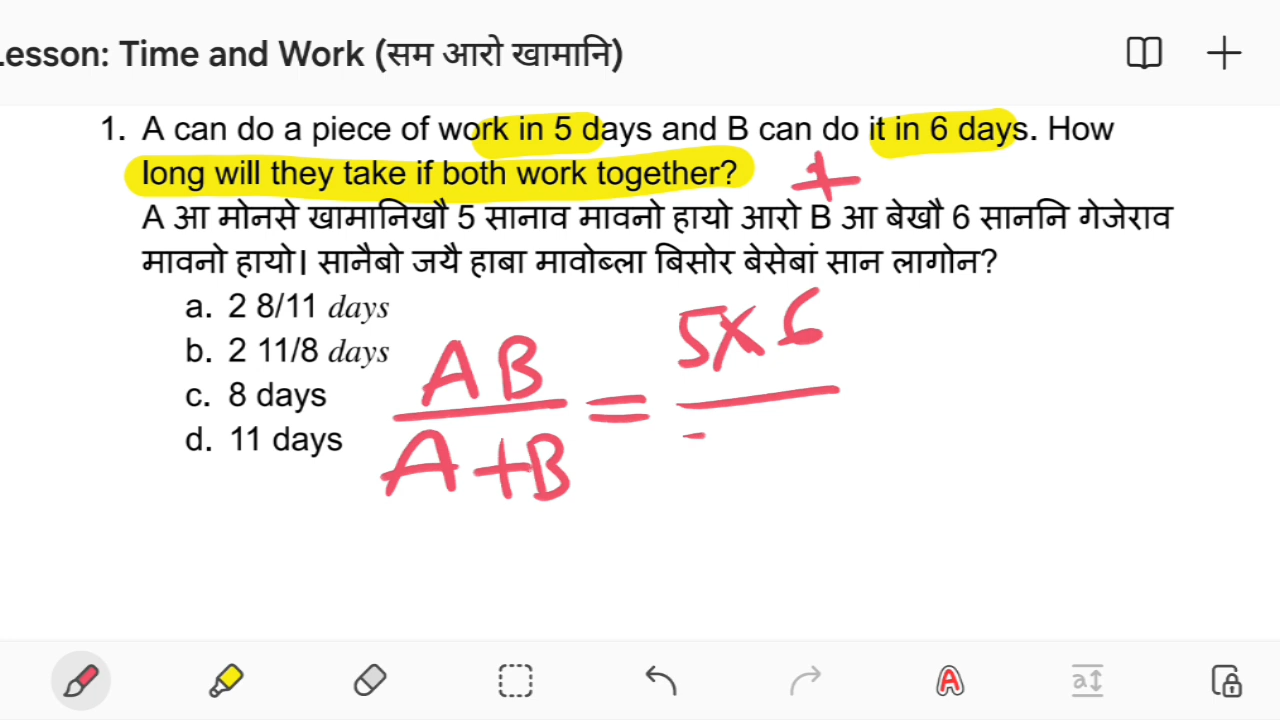 Lesson: Time and Work (सम आरो खामानि)
1. A can do a piece of work in 5 days and B can do it in 6 days. How
long will they take if both work together?
+
A आ मोनसे खामानिखौ 5 सानाव मावनो हायो आरो B आ बेखौ 6 साननि गेजेराव
मावनो हायो। सानैबो जयै हाबा मावोब्ला बिसोर बेसेबां सान लागोन?
a. 2 8/11 days
b. 2 11/8 days
c. 8 days
d. 11 days
AB
A+B
=
5×6
A
a